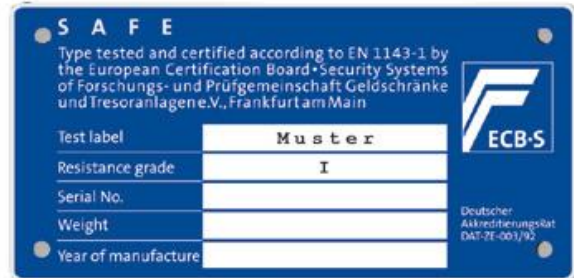 SAFE
Type tested and certified according to EN 1143-1 by
the European Certification Board•Security Systems
of Forschungs- und Prüfgemeinschaft Geldschränke
und Tresoranlagen e.V., Frankfurt am Main
Test label Muster
Resistance grade I
Serial No.
Weight
Year of manufacture
ECB•S
Deutscher
AkkreditierungsRat
DAT-ZE-003/92